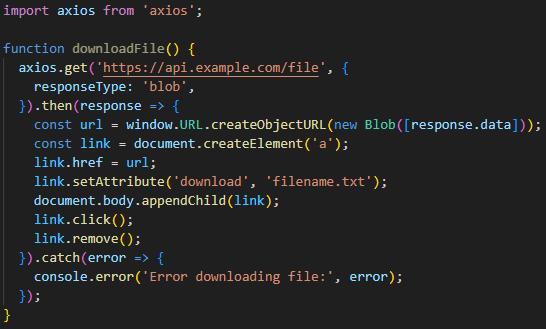 import axios from 'axios';

function downloadFile() {
  axios.get('https://api.example.com/file', {
    responseType: 'blob',
  }).then(response => {
    const url = window.URL.createObjectURL(new Blob([response.data]));
    const link = document.createElement('a');
    link.href = url;
    link.setAttribute('download', 'filename.txt');
    document.body.appendChild(link);
    link.click();
    link.remove();
  }).catch(error => {
    console.error('Error downloading file:', error);
  });
}